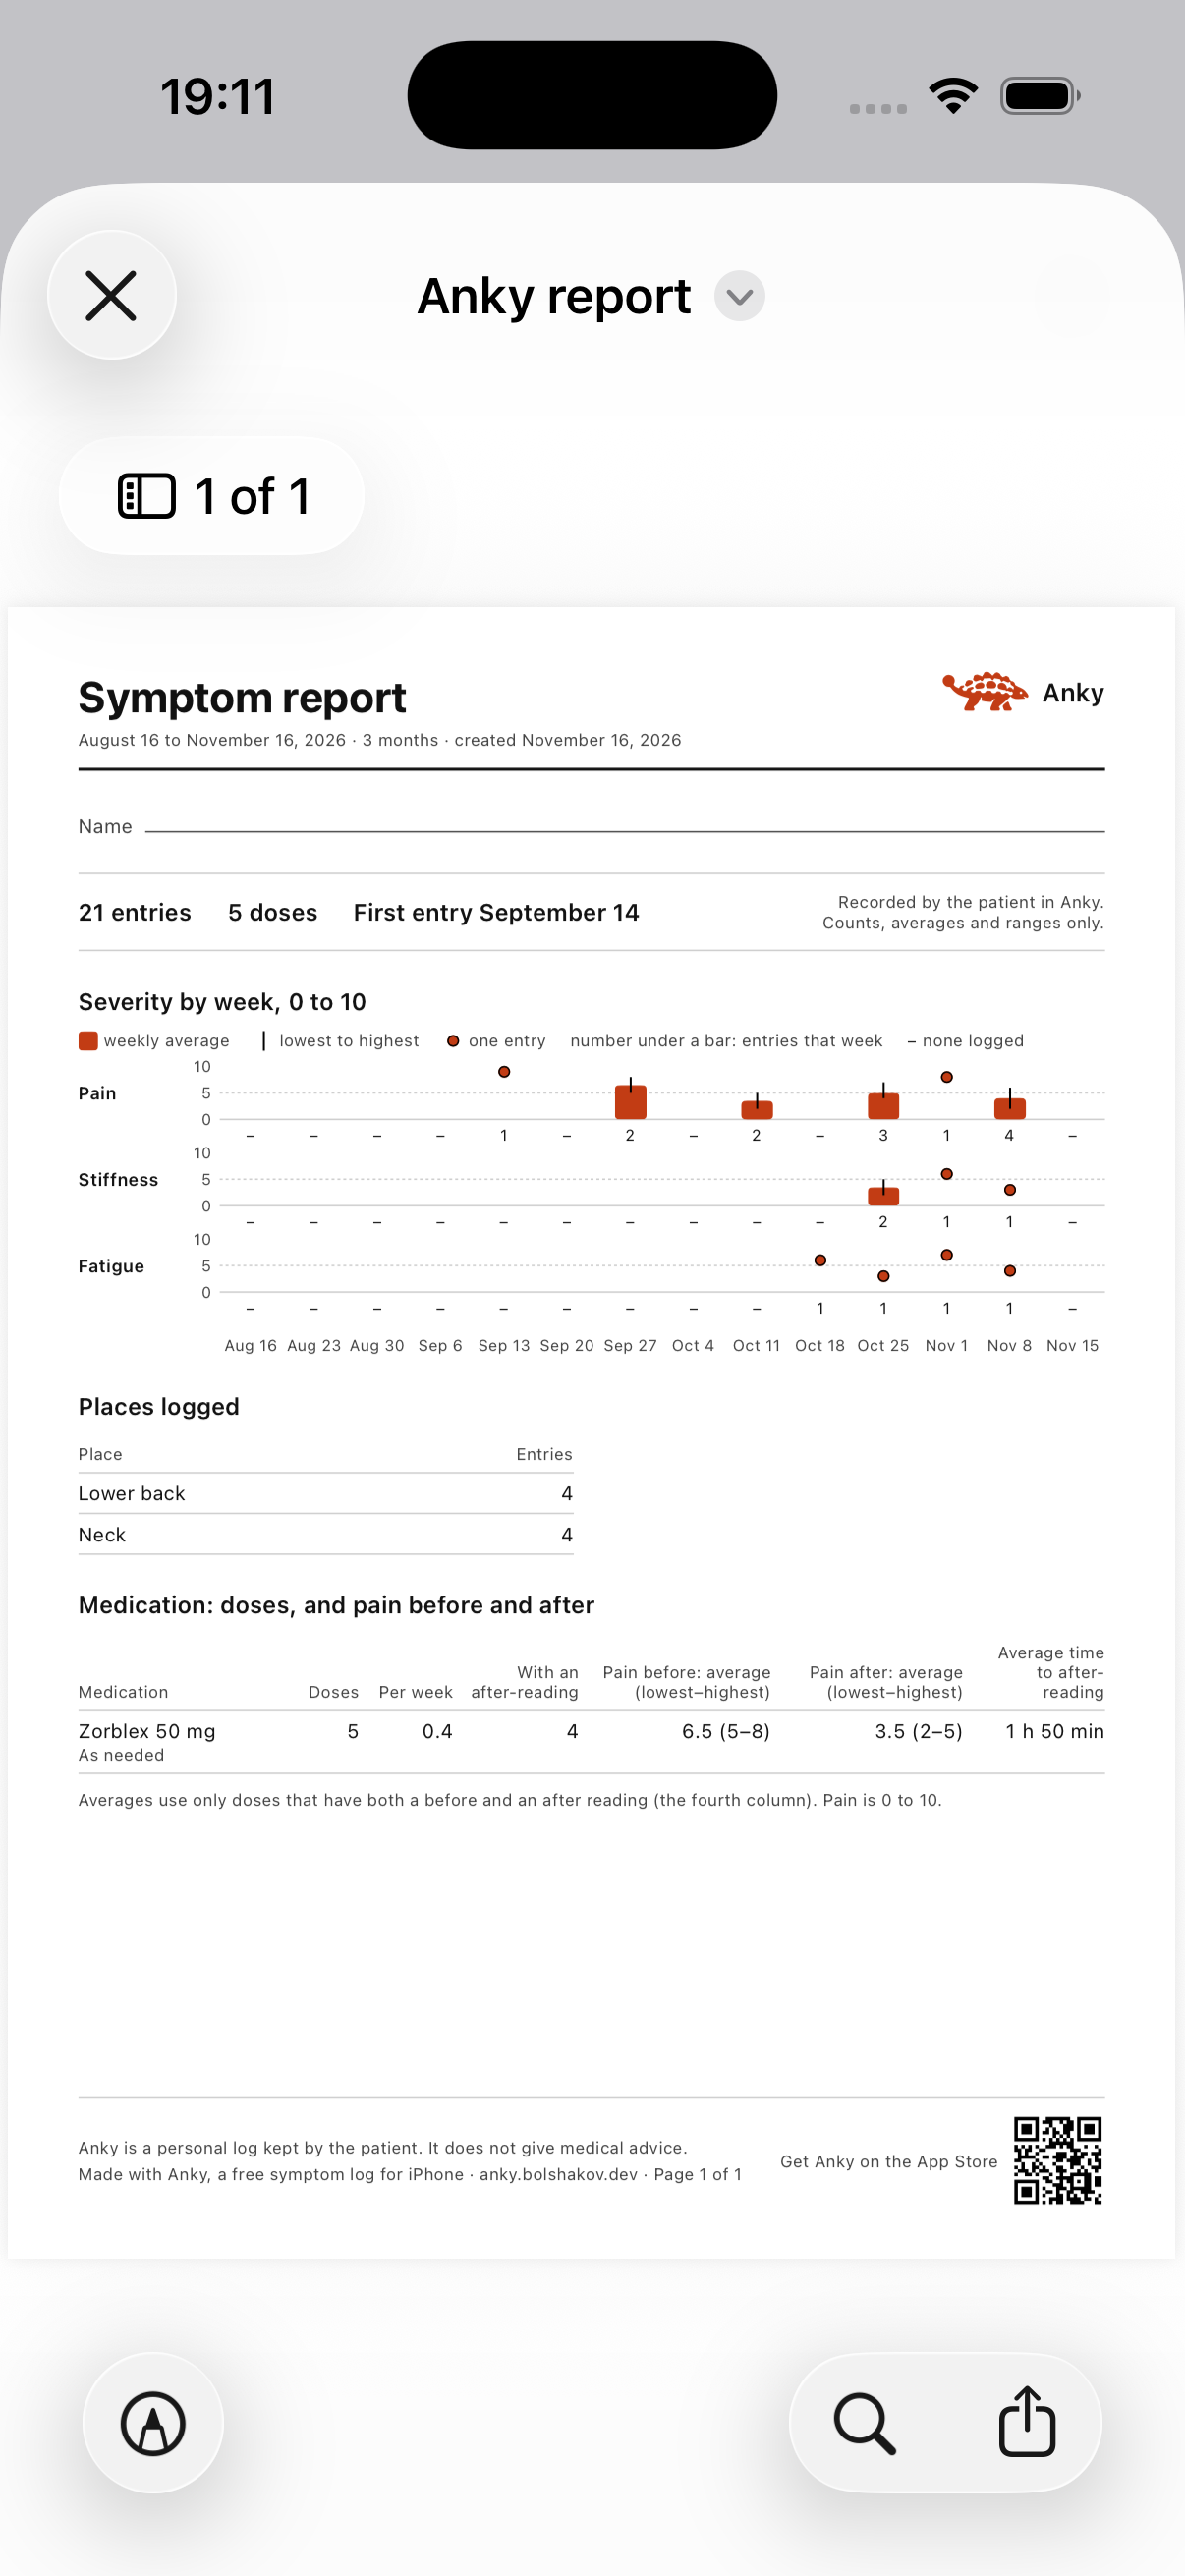 19:11
Anky report
1 of 1
Symptom report
Anky
August 16 to November 16, 2026 · 3 months · created November 16, 2026
Name
21 entries 5 doses First entry September 14
Recorded by the patient in Anky.
Counts, averages and ranges only.
Severity by week, 0 to 10
weekly average lowest to highest one entry number under a bar: entries that week – none logged
Pain
10
5
0
– – – – 1 – 2 – 2 – 3 1 4 –
Stiffness
10
5
0
– – – – – – – – – – 2 1 1 –
Fatigue
10
5
0
– – – – – – – – – 1 1 1 1 –
Aug 16 Aug 23 Aug 30 Sep 6 Sep 13 Sep 20 Sep 27 Oct 4 Oct 11 Oct 18 Oct 25 Nov 1 Nov 8 Nov 15
Places logged
Place Entries
Lower back 4
Neck 4
Medication: doses, and pain before and after
Medication Doses Per week With an after-reading Pain before: average (lowest–highest) Pain after: average (lowest–highest) Average time to after-reading
Zorblex 50 mg 5 0.4 4 6.5 (5–8) 3.5 (2–5) 1 h 50 min
As needed
Averages use only doses that have both a before and an after reading (the fourth column). Pain is 0 to 10.
Anky is a personal log kept by the patient. It does not give medical advice.
Made with Anky, a free symptom log for iPhone · anky.bolshakov.dev · Page 1 of 1
Get Anky on the App Store